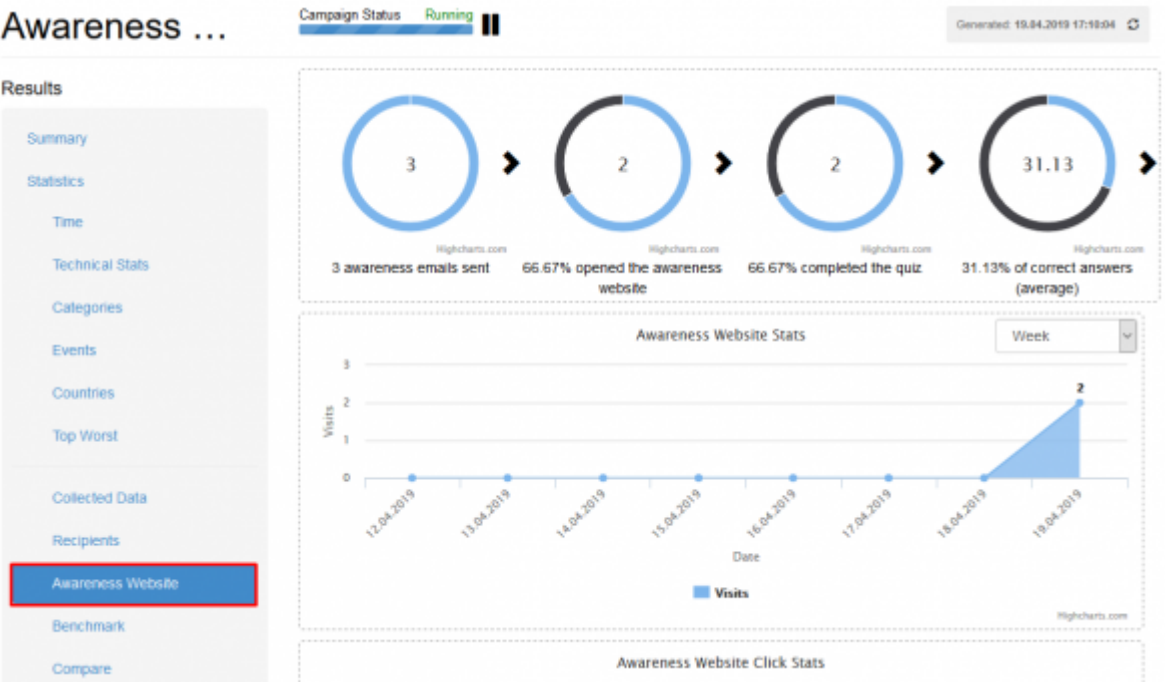 Awareness ...
Campaign Status Running
Generated: 19.04.2019 17:18:04
Results
Summary
Statistics
Time
Technical Stats
Categories
Events
Countries
Top Worst
Collected Data
Recipients
Awareness Website
Benchmark
Compare
3
2
2
31.13
Highcharts.com
Highcharts.com
Highcharts.com
Highcharts.com
3 awareness emails sent
66.67% opened the awareness
website
66.67% completed the quiz
31.13% of correct answers
(average)
Awareness Website Stats
Week
Visits
3
2
1
0
2
12.04.2019
13.04.2019
14.04.2019
15.04.2019
16.04.2019
17.04.2019
18.04.2019
19.04.2019
Date
Visits
Highcharts.com
Awareness Website Click Stats